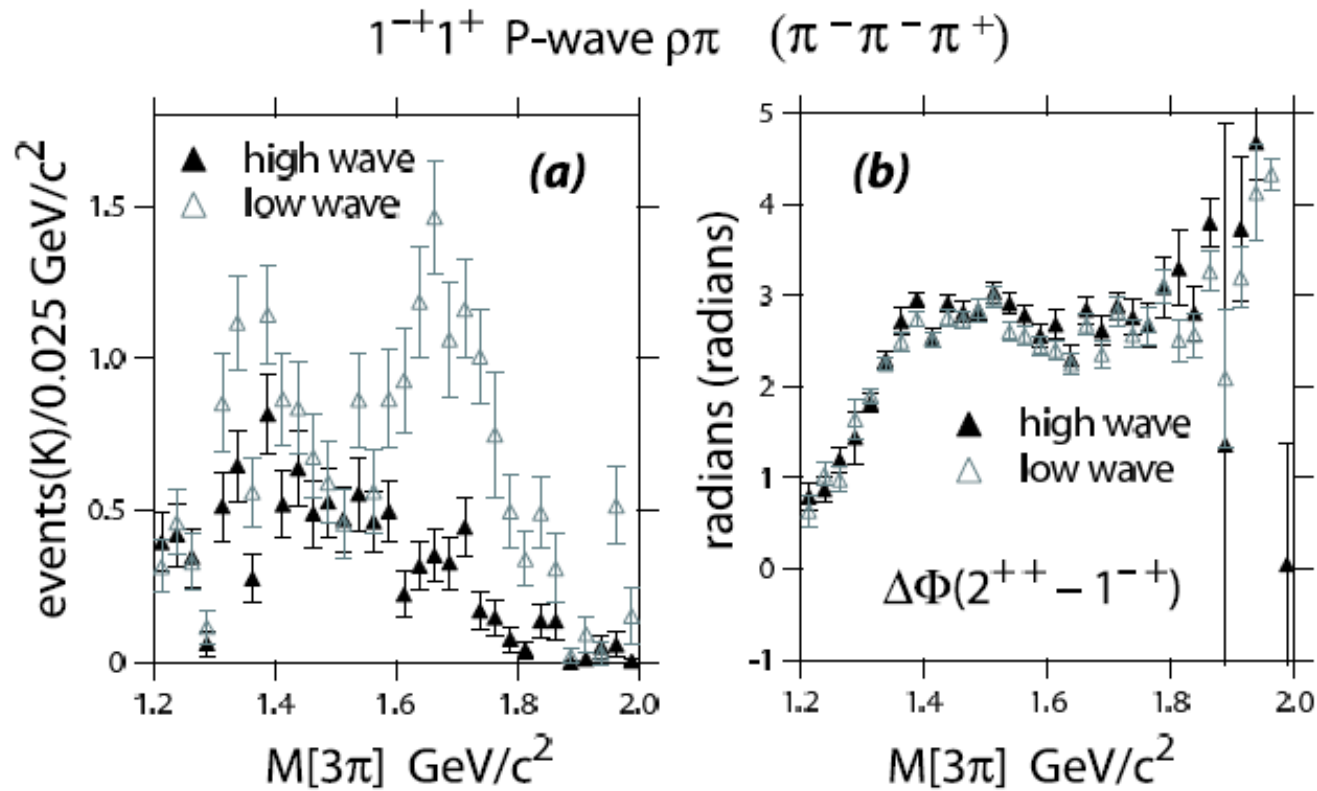 1⁻⁺1⁺ P-wave ρπ (π⁻π⁻π⁺)
events(K)/0.025 GeV/c²
1.5
1.0
0.5
0
▲ high wave
△ low wave
(a)
1.2 1.4 1.6 1.8 2.0
M[3π] GeV/c²
radians (radians)
5
4
3
2
1
0
-1
(b)
▲ high wave
△ low wave
ΔΦ(2⁺⁺ − 1⁻⁺)
1.2 1.4 1.6 1.8 2.0
M[3π] GeV/c²